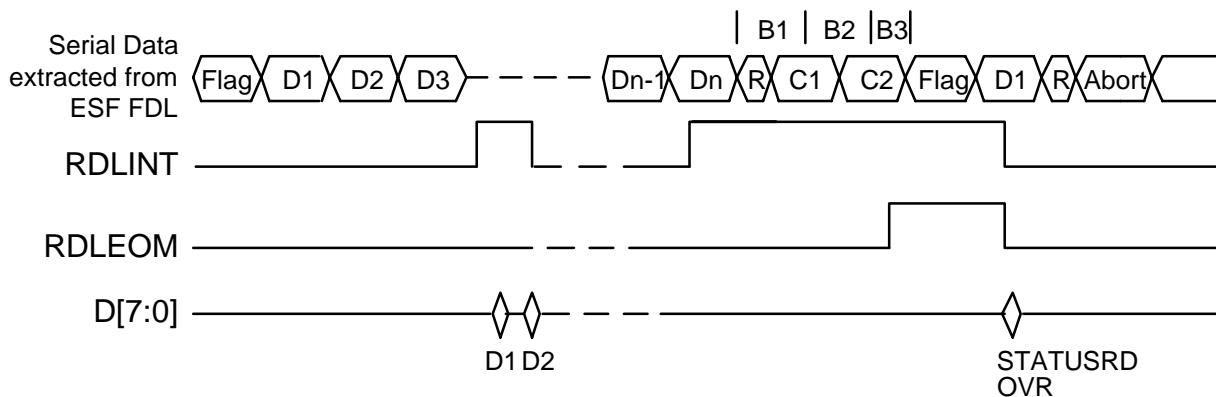 B1 B2 B3
Serial Data
extracted from
ESF FDL
Flag D1 D2 D3 Dn-1 Dn R C1 C2 Flag D1 R Abort
RDLINT
RDLEOM
D[7:0]
D1 D2
STATUSRD
OVR